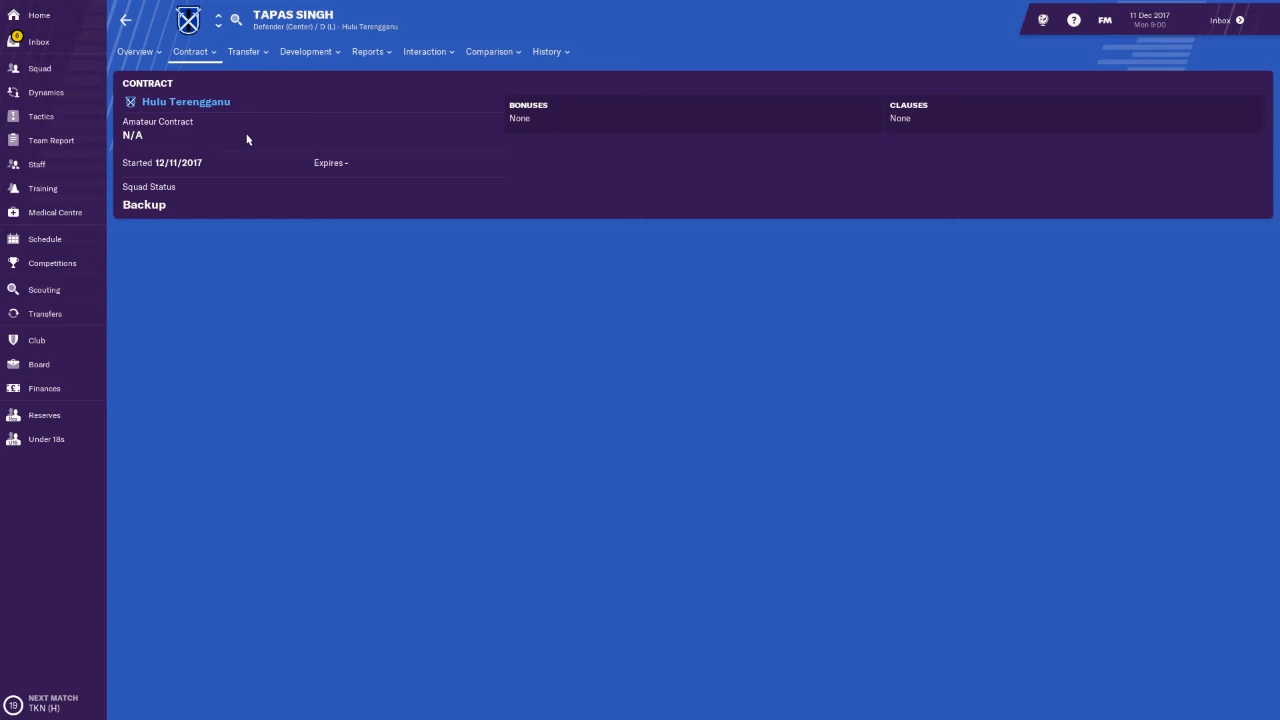 Home
6
Inbox
Squad
Dynamics
Tactics
Team Report
Staff
Training
Medical Centre
Schedule
Competitions
Scouting
Transfers
Club
Board
Finances
Reserves
Under 18s
19
NEXT MATCH
TKN (H)
TAPAS SINGH
Defender (Center) / D (L) - Hulu Terengganu
Overview
Contract
Transfer
Development
Reports
Interaction
Comparison
History
?
FM
11 Dec 2017
Mon 9:00
Inbox
CONTRACT
Hulu Terengganu
Amateur Contract
N/A
Started 12/11/2017
Expires -
Squad Status
Backup
BONUSES
None
CLAUSES
None